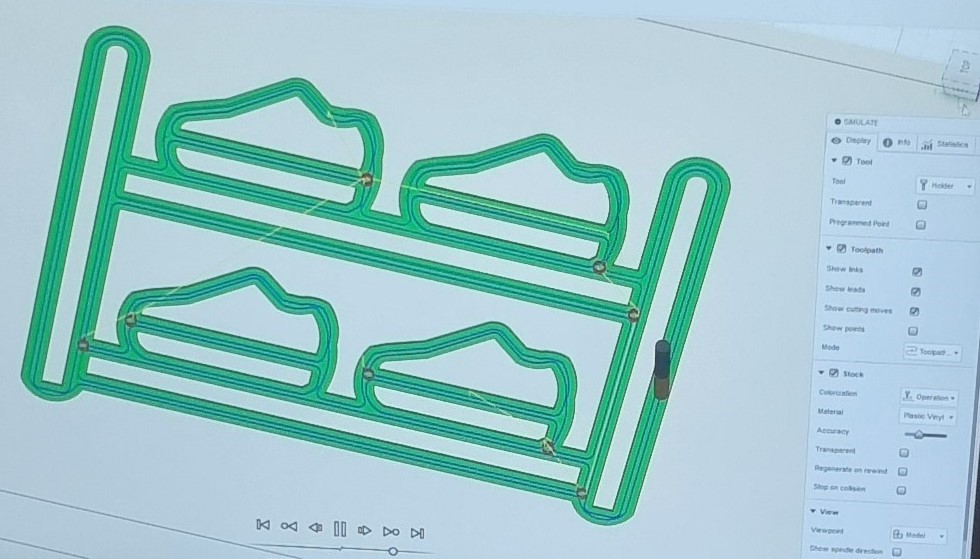 SIMULATE
Display Info Statistics
Tool
Tool Holder
Transparent
Programmed Point
Toolpath
Show links
Show leads
Show cutting moves
Show points
Mode Toolpath...
Stock
Colorization Operation
Material Plastic Vinyl
Accuracy
Transparent
Regenerate on rewind
Stop on collision
View
Viewpoint Model
Show spindle direction